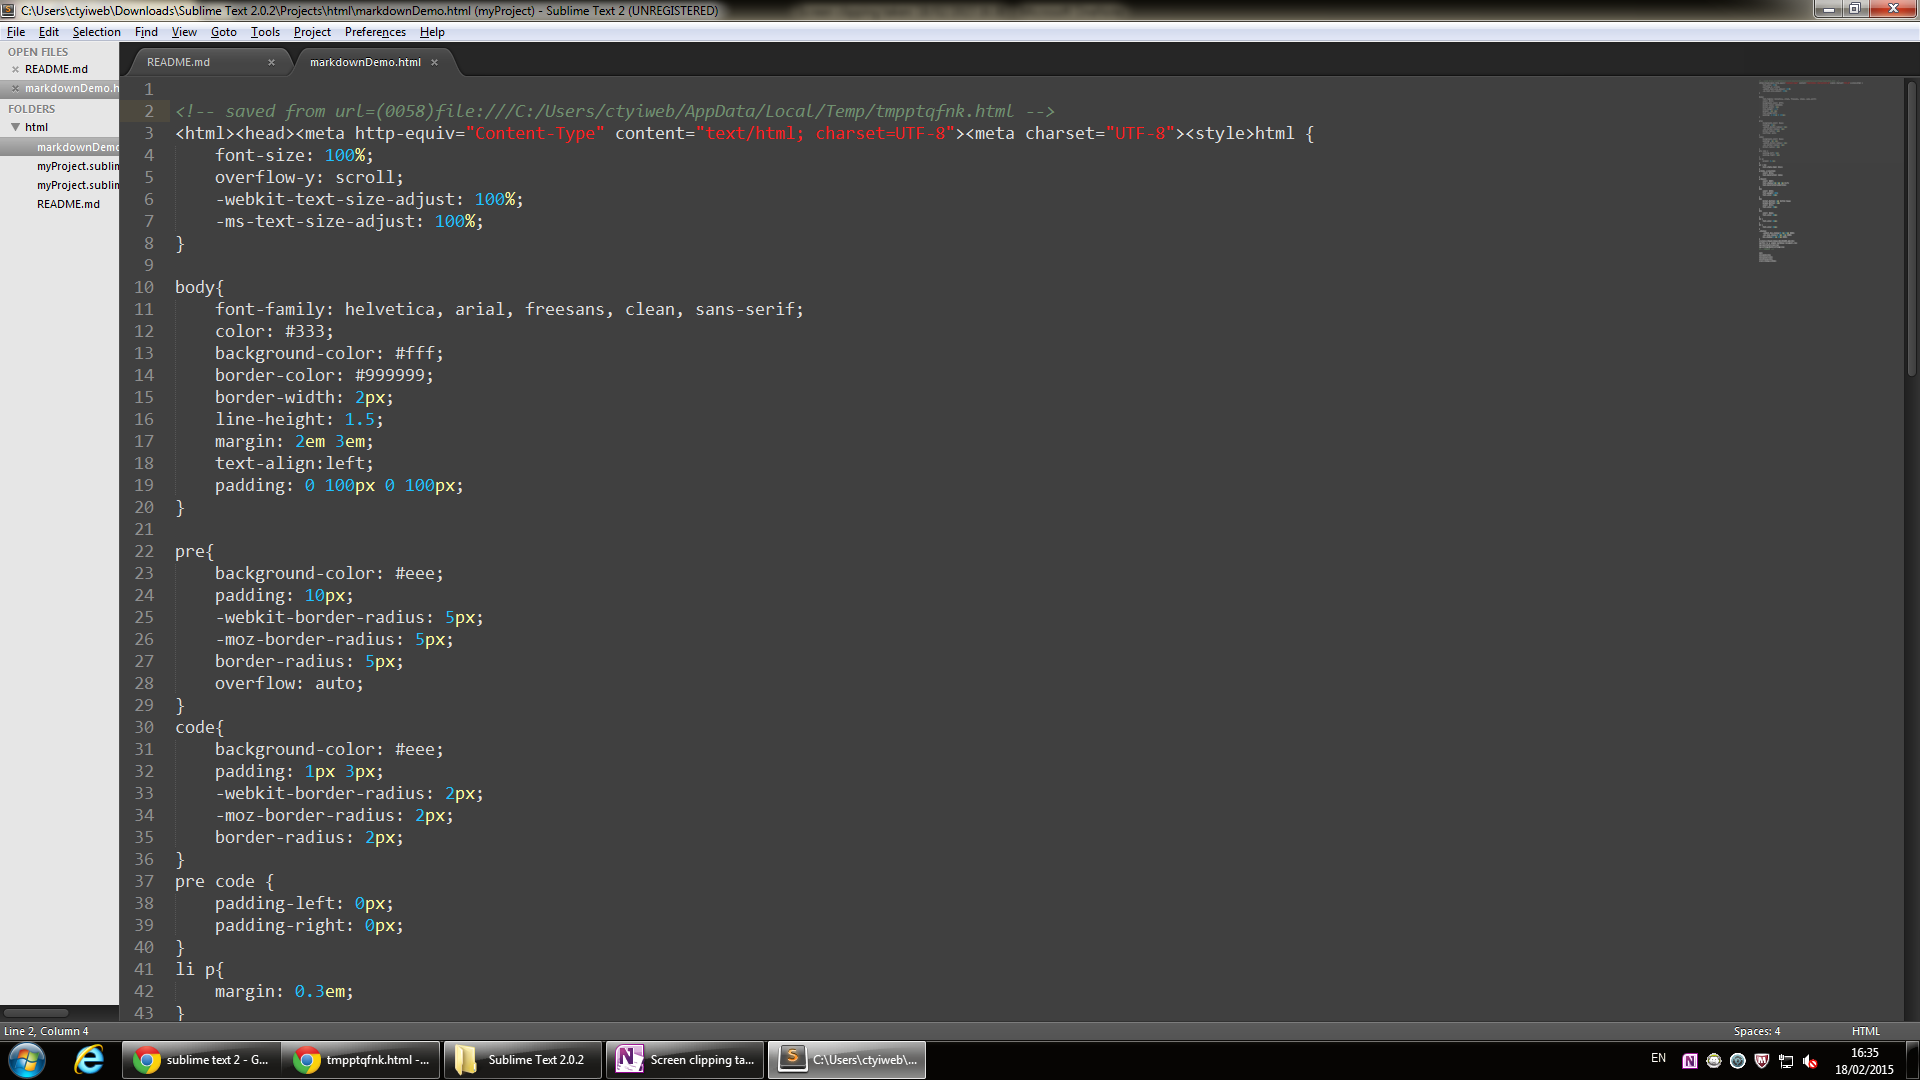 C:\Users\ctyiweb\Downloads\Sublime Text 2.0.2\Projects\html\markdownDemo.html (myProject) - Sublime Text 2 (UNREGISTERED)
File Edit Selection Find View Goto Tools Project Preferences Help
OPEN FILES
README.md
markdownDemo.h
FOLDERS
html
markdownDemo
myProject.sublim
myProject.sublim
README.md
README.md markdownDemo.html
1
2 <!-- saved from url=(0058)file:///C:/Users/ctyiweb/AppData/Local/Temp/tmpptqfnk.html -->
3 <html><head><meta http-equiv="Content-Type" content="text/html; charset=UTF-8"><meta charset="UTF-8"><style>html {
4 font-size: 100%;
5 overflow-y: scroll;
6 -webkit-text-size-adjust: 100%;
7 -ms-text-size-adjust: 100%;
8 }
9
10 body{
11 font-family: helvetica, arial, freesans, clean, sans-serif;
12 color: #333;
13 background-color: #fff;
14 border-color: #999999;
15 border-width: 2px;
16 line-height: 1.5;
17 margin: 2em 3em;
18 text-align:left;
19 padding: 0 100px 0 100px;
20 }
21
22 pre{
23 background-color: #eee;
24 padding: 10px;
25 -webkit-border-radius: 5px;
26 -moz-border-radius: 5px;
27 border-radius: 5px;
28 overflow: auto;
29 }
30 code{
31 background-color: #eee;
32 padding: 1px 3px;
33 -webkit-border-radius: 2px;
34 -moz-border-radius: 2px;
35 border-radius: 2px;
36 }
37 pre code {
38 padding-left: 0px;
39 padding-right: 0px;
40 }
41 li p{
42 margin: 0.3em;
43 }
Line 2, Column 4 Spaces: 4 HTML
sublime text 2 - G... tmpptqfnk.html -... Sublime Text 2.0.2 Screen clipping ta... C:\Users\ctyiweb\... EN 16:35
18/02/2015